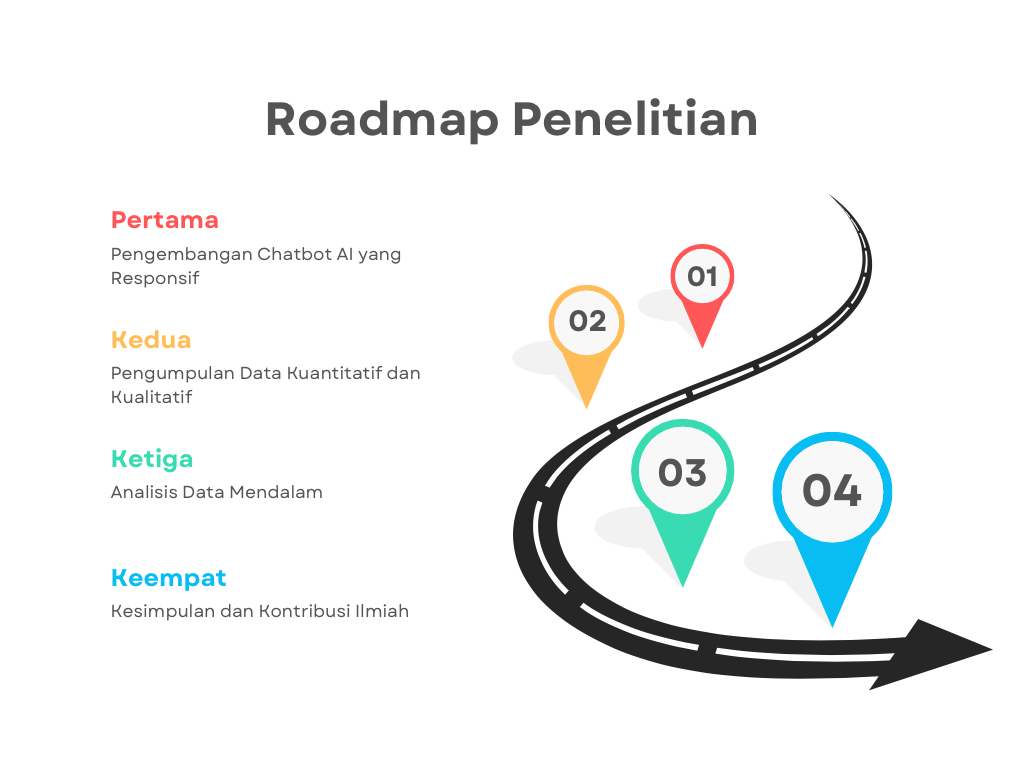 Roadmap Penelitian
Pertama
Pengembangan Chatbot AI yang
Responsif
Kedua
Pengumpulan Data Kuantitatif dan
Kualitatif
Ketiga
Analisis Data Mendalam
Keempat
Kesimpulan dan Kontribusi Ilmiah
01
02
03
04